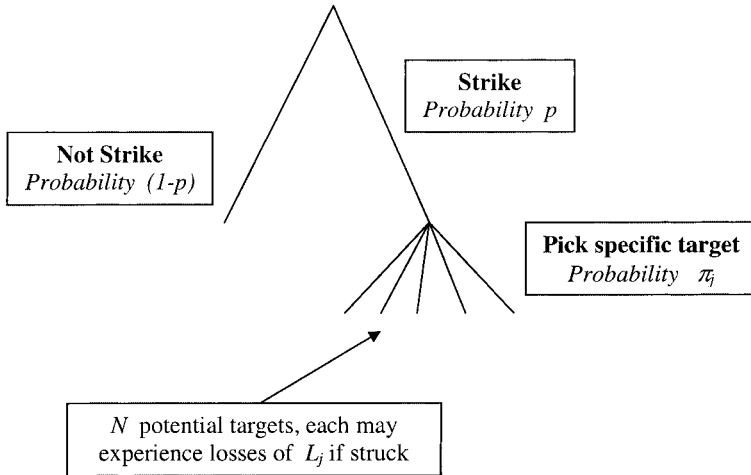 Strike
Probability p
Not Strike
Probability (1-p)
Pick specific target
Probability πj
N potential targets, each may
experience losses of Lj if struck